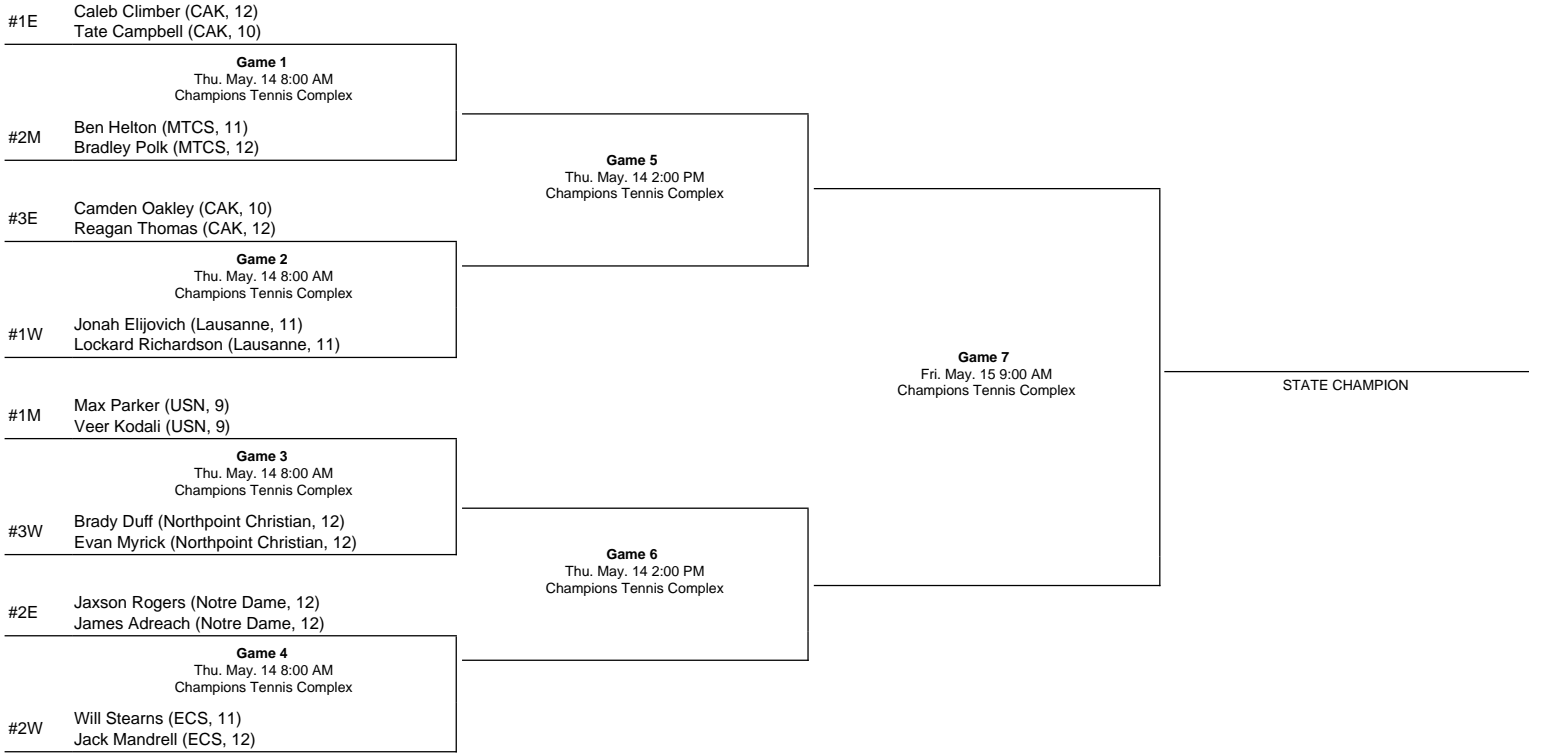 #1E
Caleb Climber (CAK, 12)
Tate Campbell (CAK, 10)
Game 1
Thu. May. 14 8:00 AM
Champions Tennis Complex
#2M
Ben Helton (MTCS, 11)
Bradley Polk (MTCS, 12)
Game 5
Thu. May. 14 2:00 PM
Champions Tennis Complex
#3E
Camden Oakley (CAK, 10)
Reagan Thomas (CAK, 12)
Game 2
Thu. May. 14 8:00 AM
Champions Tennis Complex
#1W
Jonah Elijovich (Lausanne, 11)
Lockard Richardson (Lausanne, 11)
Game 7
Fri. May. 15 9:00 AM
Champions Tennis Complex
STATE CHAMPION
#1M
Max Parker (USN, 9)
Veer Kodali (USN, 9)
Game 3
Thu. May. 14 8:00 AM
Champions Tennis Complex
#3W
Brady Duff (Northpoint Christian, 12)
Evan Myrick (Northpoint Christian, 12)
Game 6
Thu. May. 14 2:00 PM
Champions Tennis Complex
#2E
Jaxson Rogers (Notre Dame, 12)
James Adreach (Notre Dame, 12)
Game 4
Thu. May. 14 8:00 AM
Champions Tennis Complex
#2W
Will Stearns (ECS, 11)
Jack Mandrell (ECS, 12)